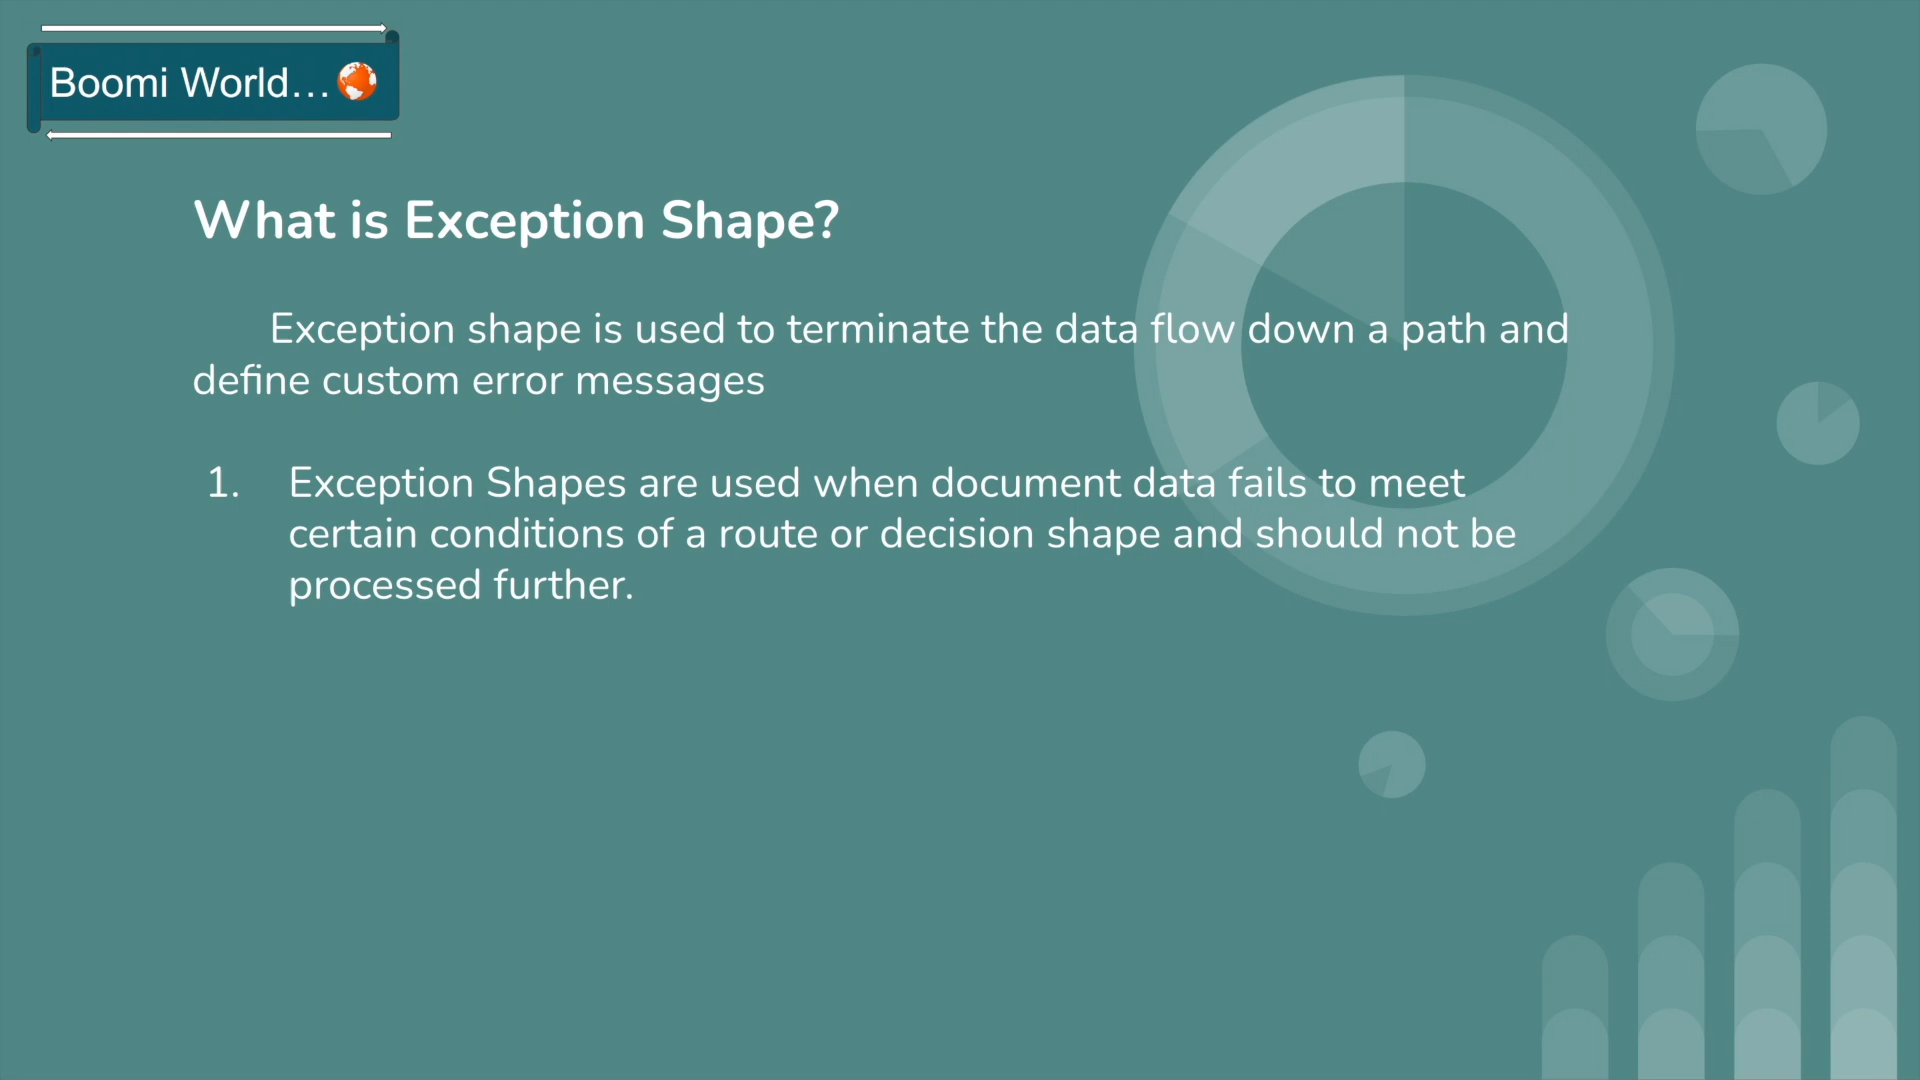 Boomi World...
What is Exception Shape?
Exception shape is used to terminate the data flow down a path and
define custom error messages
1. Exception Shapes are used when document data fails to meet
certain conditions of a route or decision shape and should not be
processed further.